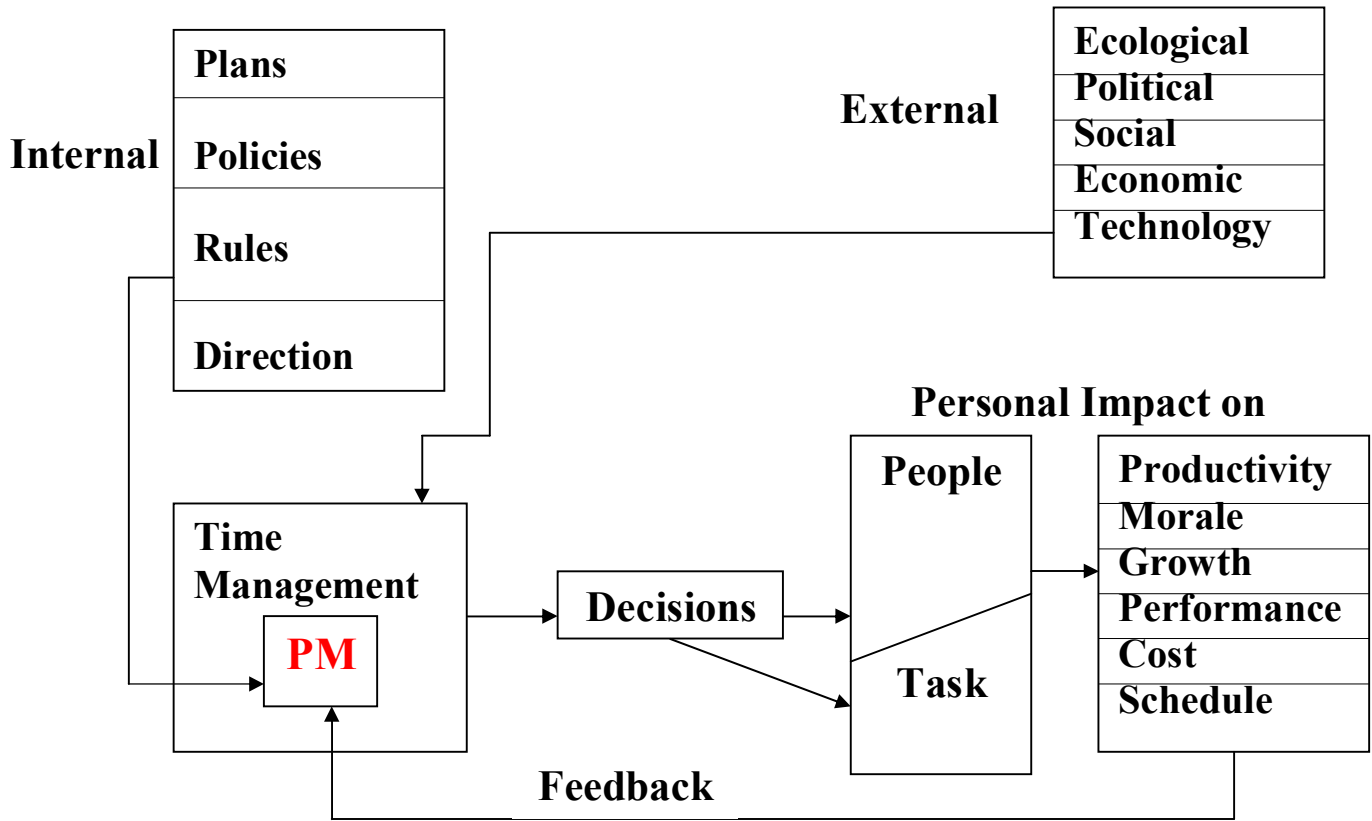 Internal
Plans
Policies
Rules
Direction
External
Ecological
Political
Social
Economic
Technology
Time
Management
PM
Decisions
Personal Impact on
People
Task
Productivity
Morale
Growth
Performance
Cost
Schedule
Feedback